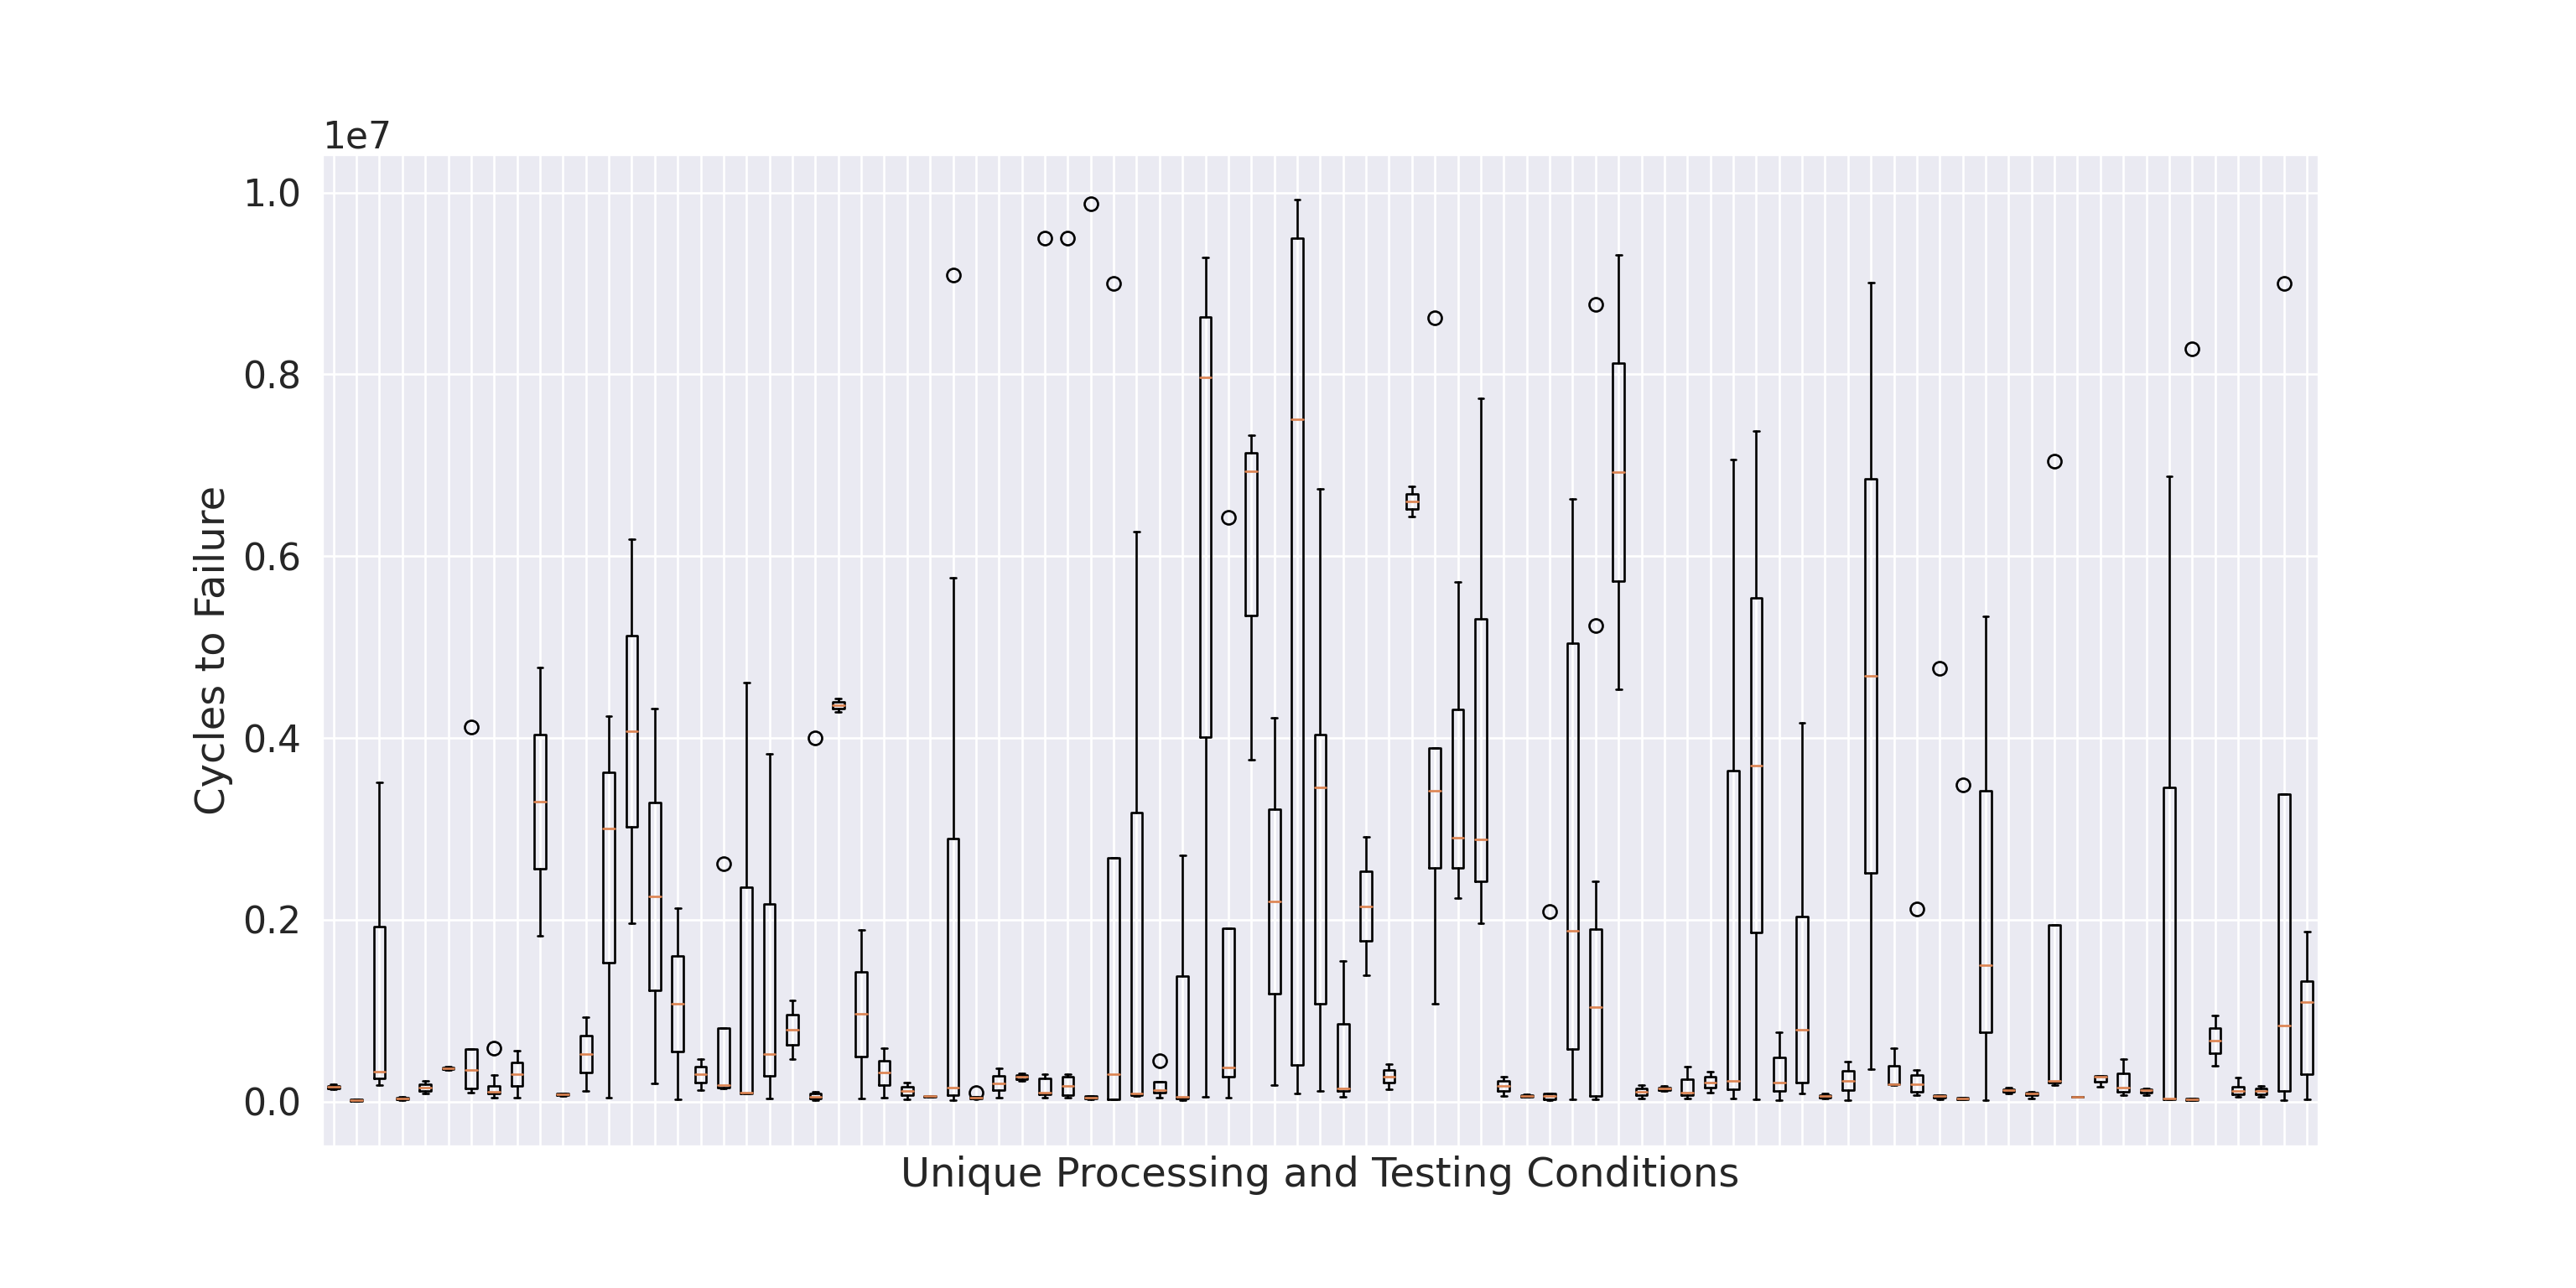 1e7
1.0
0.8
0.6
0.4
0.2
0.0
Cycles to Failure
Unique Processing and Testing Conditions